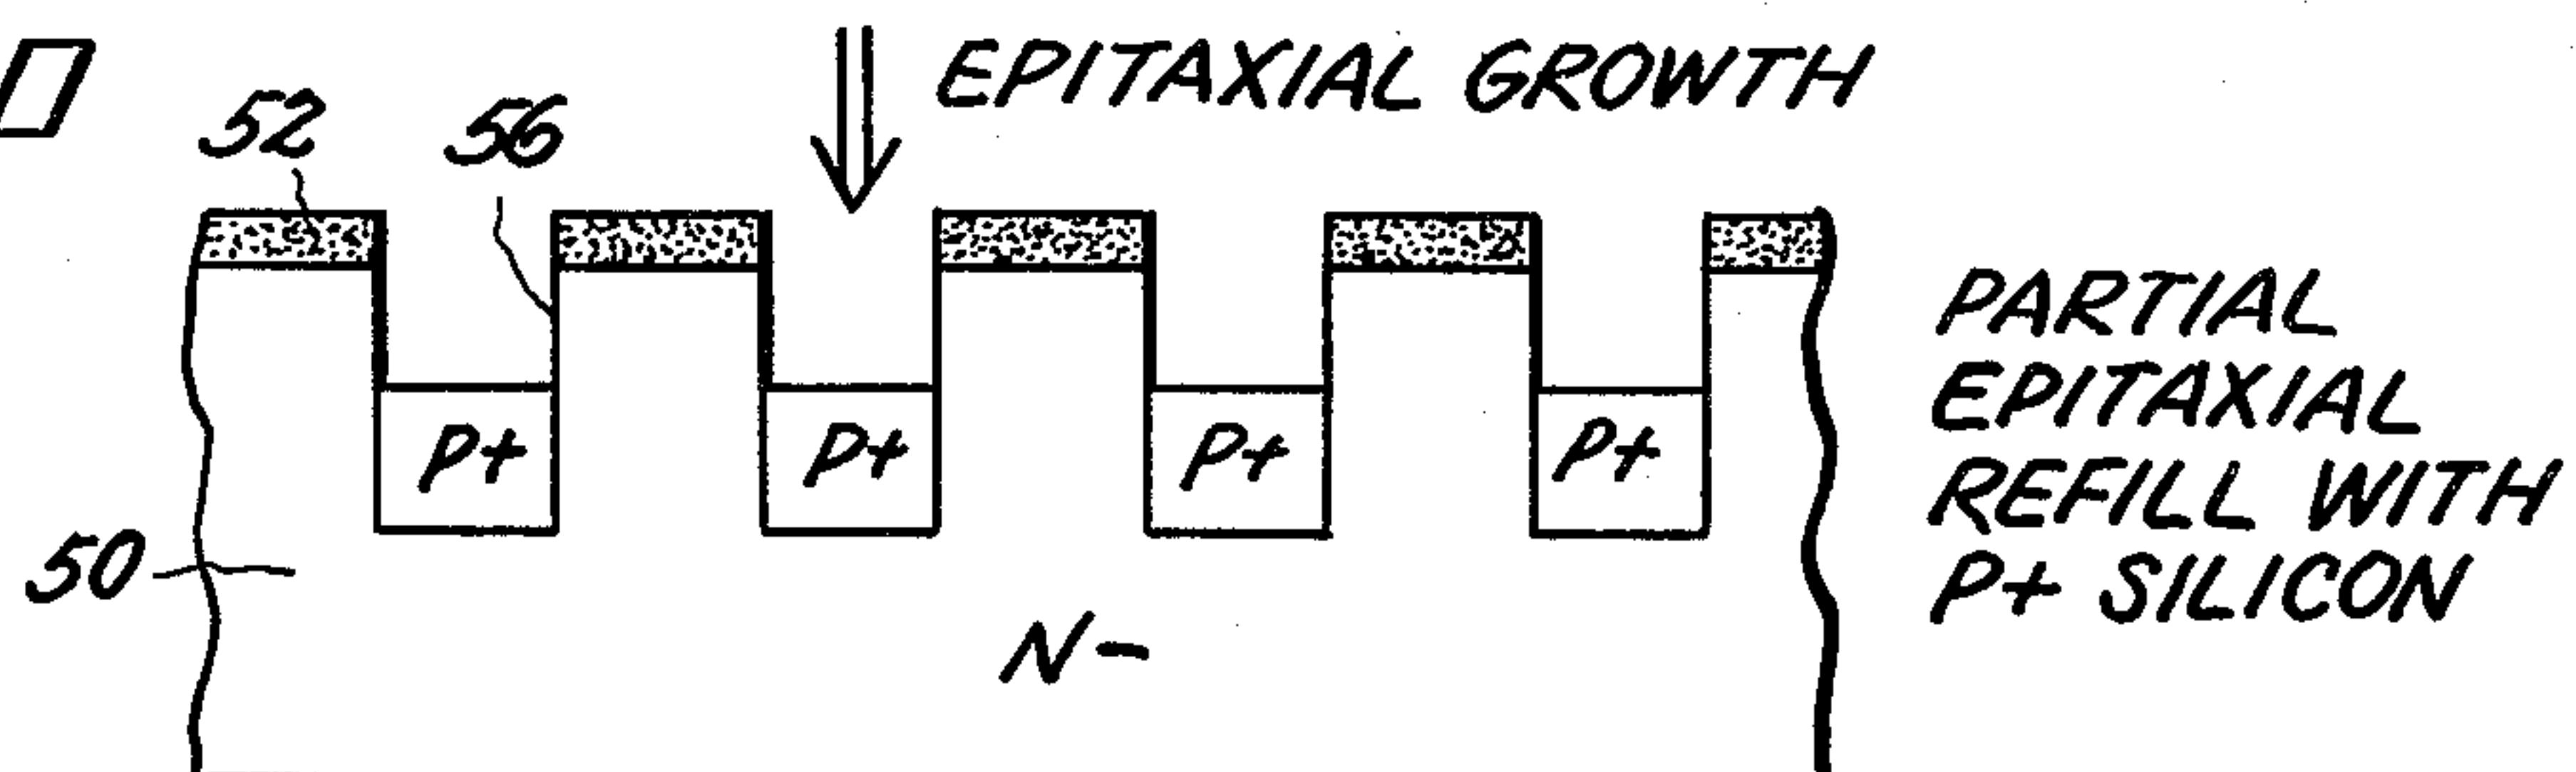 EPITAXIAL GROWTH
52
56
PARTIAL
EPITAXIAL
REFILL WITH
P+ SILICON
P+ P+ P+ P+
50
N-